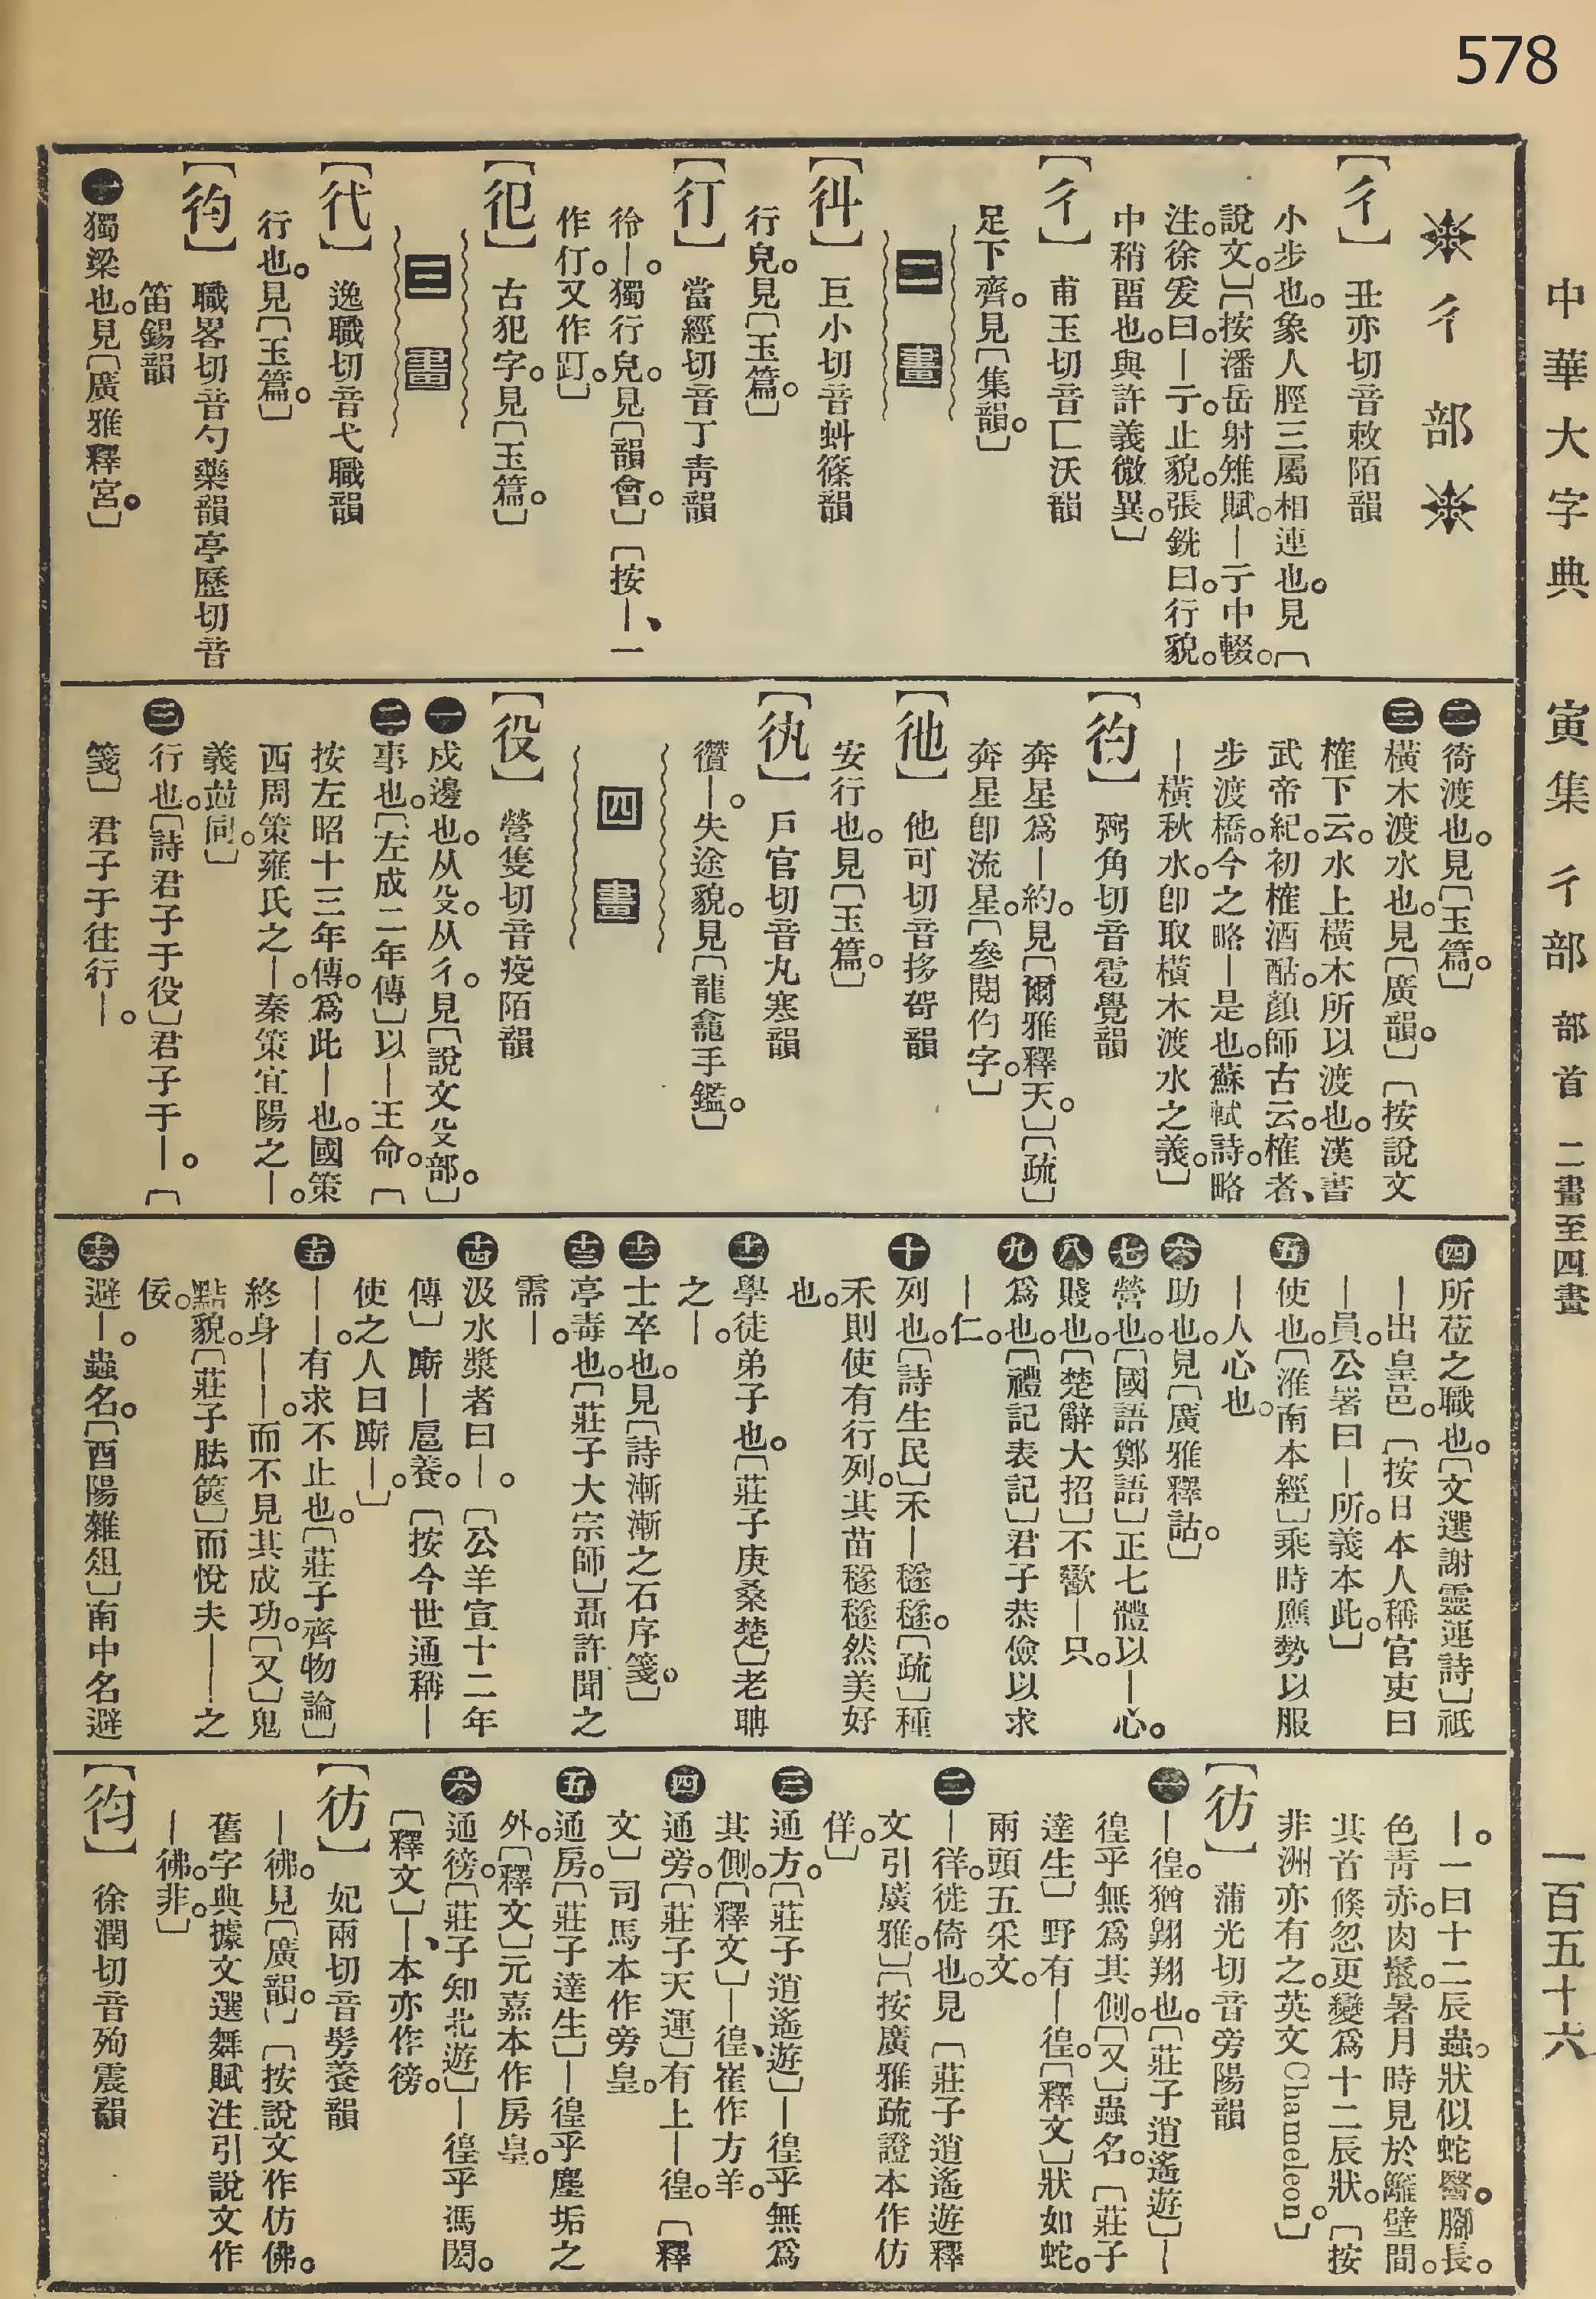 578
中華大字典 寅集 彳部 部首 二畫至四畫 一百五十六
彳部
【彳】丑亦切音敕陌韻
小步也。象人脛三屬相連也。見〔
說文。〕〔按潘岳射雉賦。—亍中輟。
注。徐爰曰。—亍。止貌。張銑曰。行貌。
中稍畱也。與許義微異。〕
【𠂣】甫玉切音匚沃韻
足下齊。見〔集韻。〕
二畫
【𢓅】巨小切音虯篠韻
行皃。見〔玉篇。〕
【彾】當經切音丁靑韻
彾—。獨行皃。見〔韻會。〕〔按—、一
作仃。又作䟓。〕
【犯】古犯字。見〔玉篇。〕
三畫
【代】逸職切音弋職韻
行也。見〔玉篇。〕
【彴】職畧切音勺藥韻亭歷切音
笛錫韻
一獨梁也。見〔廣雅釋宮。〕
二徛渡也。見〔玉篇。〕
三橫木渡水也。見〔廣韻。〕〔按說文
榷下云。水上橫木所以渡也。漢書
武帝紀。初榷酒酤。顏師古云。榷者、
步渡橋。今之略—是也。蘇軾詩。略
—橫秋水。卽取橫木渡水之義。〕
【彴】弼角切音雹覺韻
奔星爲—約。見〔爾雅釋天。〕〔疏〕
奔星卽流星。〔參閱仢字。〕
【彵】他可切音拸哿韻
安行也。見〔玉篇。〕
【㣋】戶官切音丸寒韻
儹—。失途貌。見〔龍龕手鑑。〕
四畫
【役】營隻切音疫陌韻
一戍邊也。从殳。从彳。見〔說文殳部。〕
二事也。〔左成二年傳〕以—王命。〔
按左昭十三年傳。爲此—也。國策
西周策雍氏之—秦策宜陽之—。
義竝同。〕
三行也。〔詩君子于役〕君子于—。〔
箋〕君子于往行—。
四所莅之職也。〔文選謝靈運詩〕祗
—出皇邑。〔按日本人稱官吏曰
—員。公署曰—所。義本此。〕
五使也。〔淮南本經〕乘時應勢以服
—人心也。
六助也。見〔廣雅釋詁。〕
七營也。〔國語鄭語〕正七體以—心。
八賤也。〔楚辭大招〕不歠—只。
九爲也。〔禮記表記〕君子恭儉以求
—仁。
十列也。〔詩生民〕禾—穟穟。〔疏〕種
禾則使有行列。其苗穟穟然美好
也。
十一學徒弟子也。〔莊子庚桑楚〕老耼
之—。
十二士卒也。見〔詩漸漸之石序箋。〕
十三亭毒也。〔莊子大宗師〕聶許聞之
需—。
十四汲水漿者曰—。〔公羊宣十二年
傳〕廝—扈養。〔按今世通稱—
使之人曰廝—。〕
十五——。有求不止也。〔莊子齊物論〕
終身——。而不見其成功。〔又〕鬼
黠貌。〔莊子胠篋〕而悅夫——之
佞。
十六避—。蟲名。〔酉陽雜俎〕南中名避
—。一曰十二辰蟲。狀似蛇醫。腳長。
色靑赤。肉鬣。暑月時見於籬壁間。
其首倐忽更變爲十二辰狀。〔按
非洲亦有之。英文Chameleon。〕
【彷】蒲光切音旁陽韻
一—徨。猶翱翔也。〔莊子逍遙遊〕—
徨乎無爲其側。〔又〕蟲名。〔莊子
達生〕野有—徨。〔釋文〕狀如蛇。
兩頭五采文。
二—徉。徙倚也。見〔莊子逍遙遊釋
文引廣雅。〕〔按廣雅疏證本作仿
佯。〕
三通方。〔莊子逍遙遊〕—徨乎無爲
其側。〔釋文〕—徨、崔作方羊。
四通旁。〔莊子天運〕有上—徨。〔釋
文〕司馬本作旁皇。
五通房。〔莊子達生〕—徨乎塵垢之
外。〔釋文〕元嘉本作房皇。
六通徬。〔莊子知北遊〕—徨乎馮閎。
〔釋文〕—、本亦作徬。
【彷】妃兩切音髣養韻
—彿。見〔廣韻。〕〔按說文作仿佛。
舊字典據文選舞賦注引說文作
—彿。非。〕
【㣈】徐潤切音殉震韻